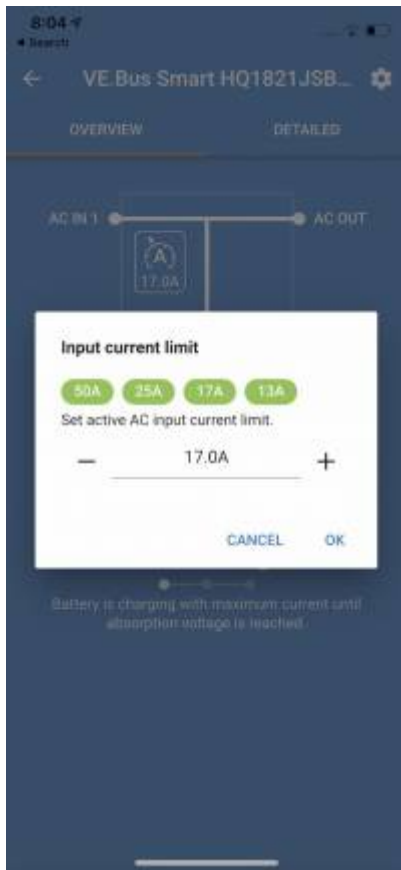 8:04
Search
VE.Bus Smart HQ1821JSB...
OVERVIEW DETAILED
AC IN 1 AC OUT
A
17.0A
Input current limit
50A 25A 17A 13A
Set active AC input current limit.
− 17.0A +
CANCEL OK
Battery is charging with maximum current until
absorption voltage is reached